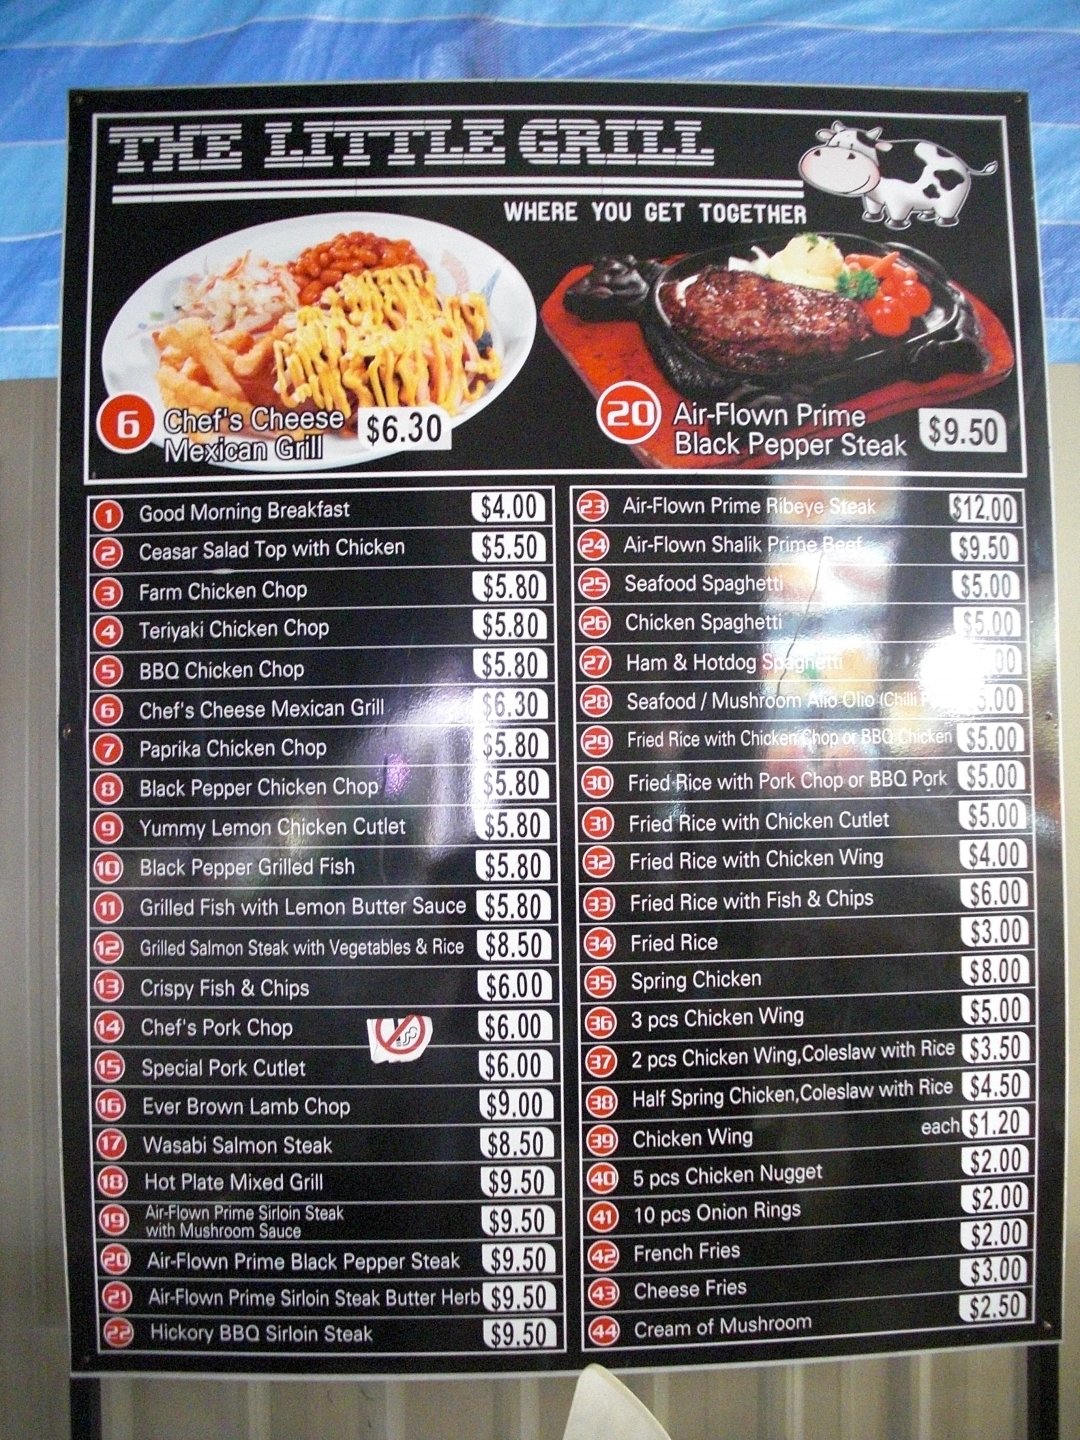 THE LITTLE GRILL
WHERE YOU GET TOGETHER
6 Chef's Cheese
Mexican Grill $6.30
20 Air-Flown Prime
Black Pepper Steak $9.50
1 Good Morning Breakfast $4.00
2 Ceasar Salad Top with Chicken $5.50
3 Farm Chicken Chop $5.80
4 Teriyaki Chicken Chop $5.80
5 BBQ Chicken Chop $5.80
6 Chef's Cheese Mexican Grill $6.30
7 Paprika Chicken Chop $5.80
8 Black Pepper Chicken Chop $5.80
9 Yummy Lemon Chicken Cutlet $5.80
10 Black Pepper Grilled Fish $5.80
11 Grilled Fish with Lemon Butter Sauce $5.80
12 Grilled Salmon Steak with Vegetables & Rice $8.50
13 Crispy Fish & Chips $6.00
14 Chef's Pork Chop $6.00
15 Special Pork Cutlet $6.00
16 Ever Brown Lamb Chop $9.00
17 Wasabi Salmon Steak $8.50
18 Hot Plate Mixed Grill $9.50
19 Air-Flown Prime Sirloin Steak
with Mushroom Sauce $9.50
20 Air-Flown Prime Black Pepper Steak $9.50
21 Air-Flown Prime Sirloin Steak Butter Herb $9.50
22 Hickory BBQ Sirloin Steak $9.50
23 Air-Flown Prime Ribeye Steak $12.00
24 Air-Flown Shalik Prime Beef $9.50
25 Seafood Spaghetti $5.00
26 Chicken Spaghetti $5.00
27 Ham & Hotdog Spaghetti
28 Seafood / Mushroom Alio Olio (Chilli
29 Fried Rice with Chicken Chop or BBQ Chicken $5.00
30 Fried Rice with Pork Chop or BBQ Pork $5.00
31 Fried Rice with Chicken Cutlet $5.00
32 Fried Rice with Chicken Wing $4.00
33 Fried Rice with Fish & Chips $6.00
34 Fried Rice $3.00
35 Spring Chicken $8.00
36 3 pcs Chicken Wing $5.00
37 2 pcs Chicken Wing,Coleslaw with Rice $3.50
38 Half Spring Chicken,Coleslaw with Rice $4.50
39 Chicken Wing each $1.20
40 5 pcs Chicken Nugget $2.00
41 10 pcs Onion Rings $2.00
42 French Fries $2.00
43 Cheese Fries $3.00
44 Cream of Mushroom $2.50